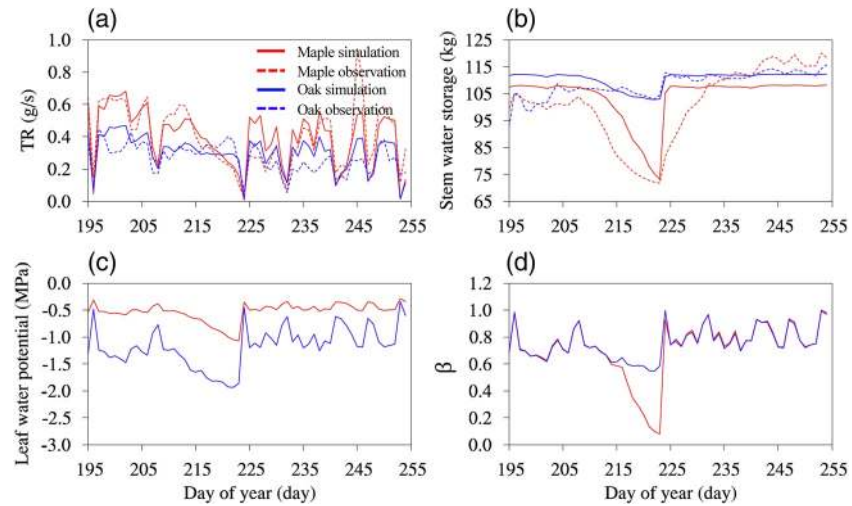 (a)
TR (g/s)
1.0
0.8
0.6
0.4
0.2
0.0
195 205 215 225 235 245 255
Maple simulation
Maple observation
Oak simulation
Oak observation
(b)
Stem water storage (kg)
125
115
105
95
85
75
65
195 205 215 225 235 245 255
(c)
Leaf water potential (MPa)
0.0
-0.5
-1.0
-1.5
-2.0
-2.5
-3.0
195 205 215 225 235 245 255
Day of year (day)
(d)
β
1.2
1.0
0.8
0.6
0.4
0.2
0.0
195 205 215 225 235 245 255
Day of year (day)